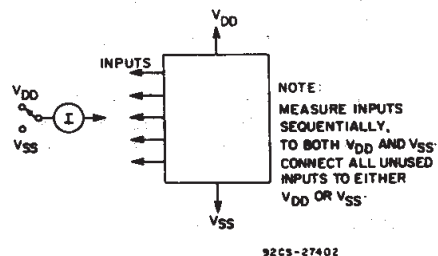 VDD
INPUTS
VDD
I
VSS
NOTE:
MEASURE INPUTS
SEQUENTIALLY,
TO BOTH VDD AND VSS.
CONNECT ALL UNUSED
INPUTS TO EITHER
VDD OR VSS.
VSS
92CS-27402